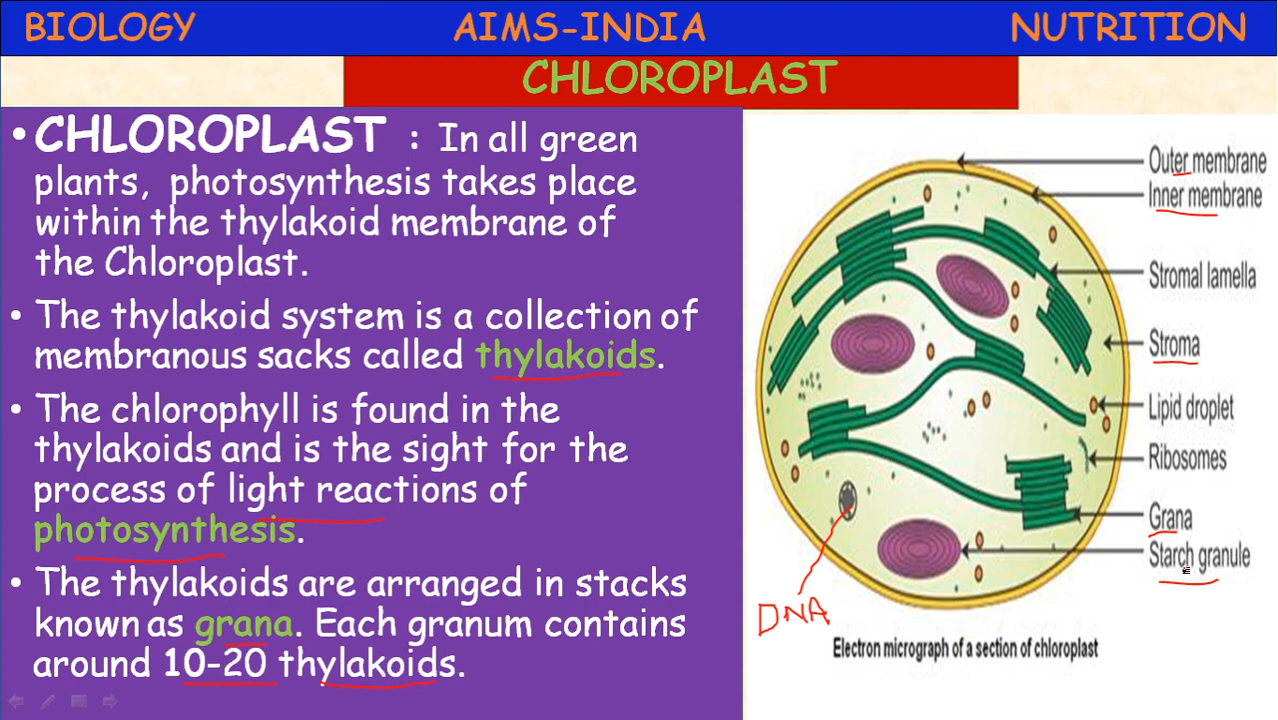 BIOLOGY AIMS-INDIA NUTRITION
CHLOROPLAST
• CHLOROPLAST : In all green
plants, photosynthesis takes place
within the thylakoid membrane of
the Chloroplast.
• The thylakoid system is a collection of
membranous sacks called thylakoids.
• The chlorophyll is found in the
thylakoids and is the sight for the
process of light reactions of
photosynthesis.
• The thylakoids are arranged in stacks
known as grana. Each granum contains
around 10-20 thylakoids.
Outer membrane
Inner membrane
Stromal lamella
Stroma
Lipid droplet
Ribosomes
Grana
Starch granule
DNA
Electron micrograph of a section of chloroplast